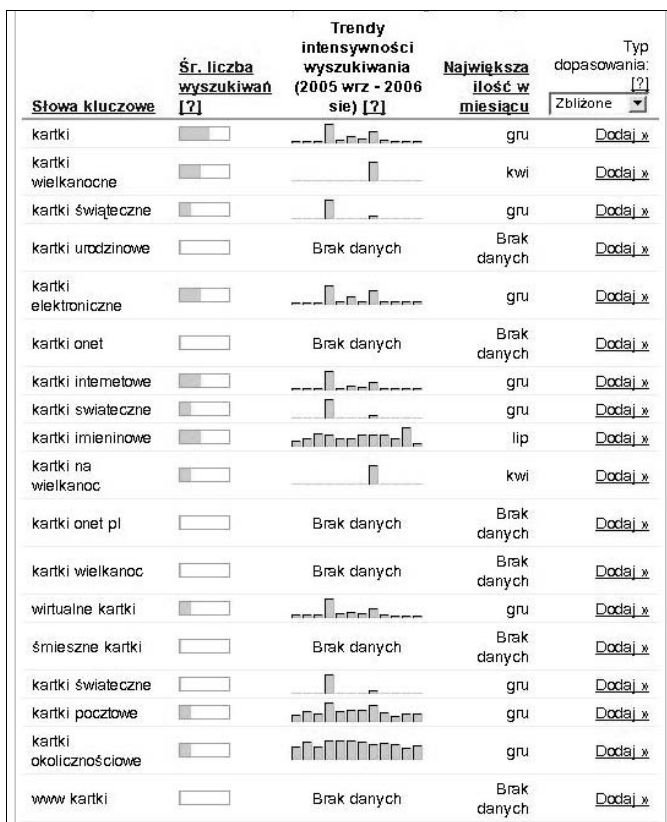 Słowa kluczowe
Śr. liczba
wyszukiwań
[?]
Trendy
intensywności
wyszukiwania
(2005 wrz - 2006
sie) [?]
Największa
ilość w
miesiącu
Typ
dopasowania:
[?]
Zbliżone
kartki gru Dodaj »
kartki
wielkanocne kwi Dodaj »
kartki świąteczne gru Dodaj »
kartki urodzinowe Brak danych Brak
danych Dodaj »
kartki
elektroniczne gru Dodaj »
kartki onet Brak danych Brak
danych Dodaj »
kartki internetowe gru Dodaj »
kartki swiateczne gru Dodaj »
kartki imieninowe lip Dodaj »
kartki na
wielkanoc kwi Dodaj »
kartki onet pl Brak danych Brak
danych Dodaj »
kartki wielkanoc Brak danych Brak
danych Dodaj »
wirtualne kartki gru Dodaj »
śmieszne kartki Brak danych Brak
danych Dodaj »
kartki świateczne gru Dodaj »
kartki pocztowe gru Dodaj »
kartki
okolicznościowe gru Dodaj »
www kartki Brak danych Brak
danych Dodaj »